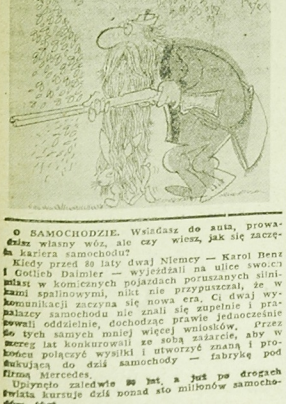 O SAMOCHODZIE. Wsiadasz do auta, prowa-
dzisz własny wóz, ale czy wiesz, jak się zaczę-
ła kariera samochodu?
Kiedy przed 80 laty dwaj Niemcy — Karol Benz
i Gotlieb Daimler — wyjeżdżali na ulice swoich
miast w komicznych pojazdach poruszanych silni-
kami spalinowymi, nikt nie przypuszczał, że w
komunikacji zaczyna się nowa era. Ci dwaj wy-
nalazcy samochodu nie znali się zupełnie i pra-
cowali oddzielnie, dochodząc prawie jednocześnie
do tych samych mniej więcej wniosków, przez
szereg lat konkurowali ze sobą zażarcie, aby w
końcu połączyć wysiłki i utworzyć znaną i pro-
dukującą do dziś samochody — fabrykę pod
firmą Mercedes.
Upłynęło zaledwie 80 lat, a już po drogach
świata kursuje dziś ponad sto milionów samocho-